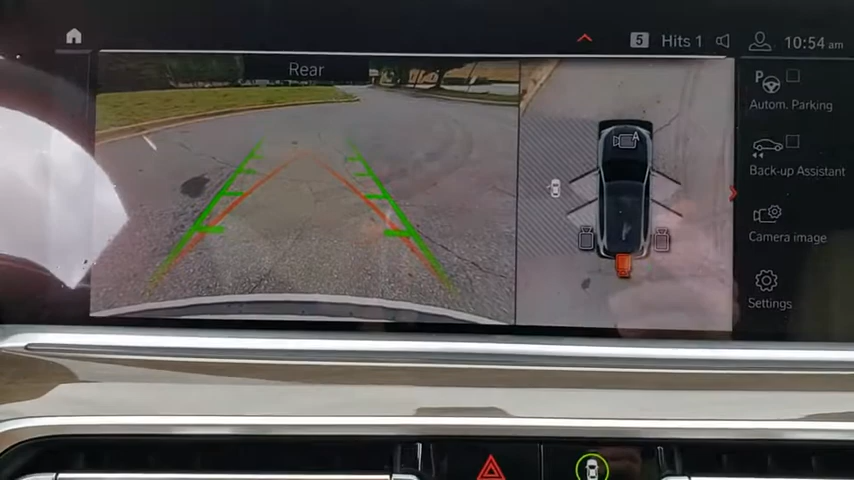 5 Hits 1 10:54 AM
Rear
P
Autom. Parking
Back-up Assistant
Camera image
Settings